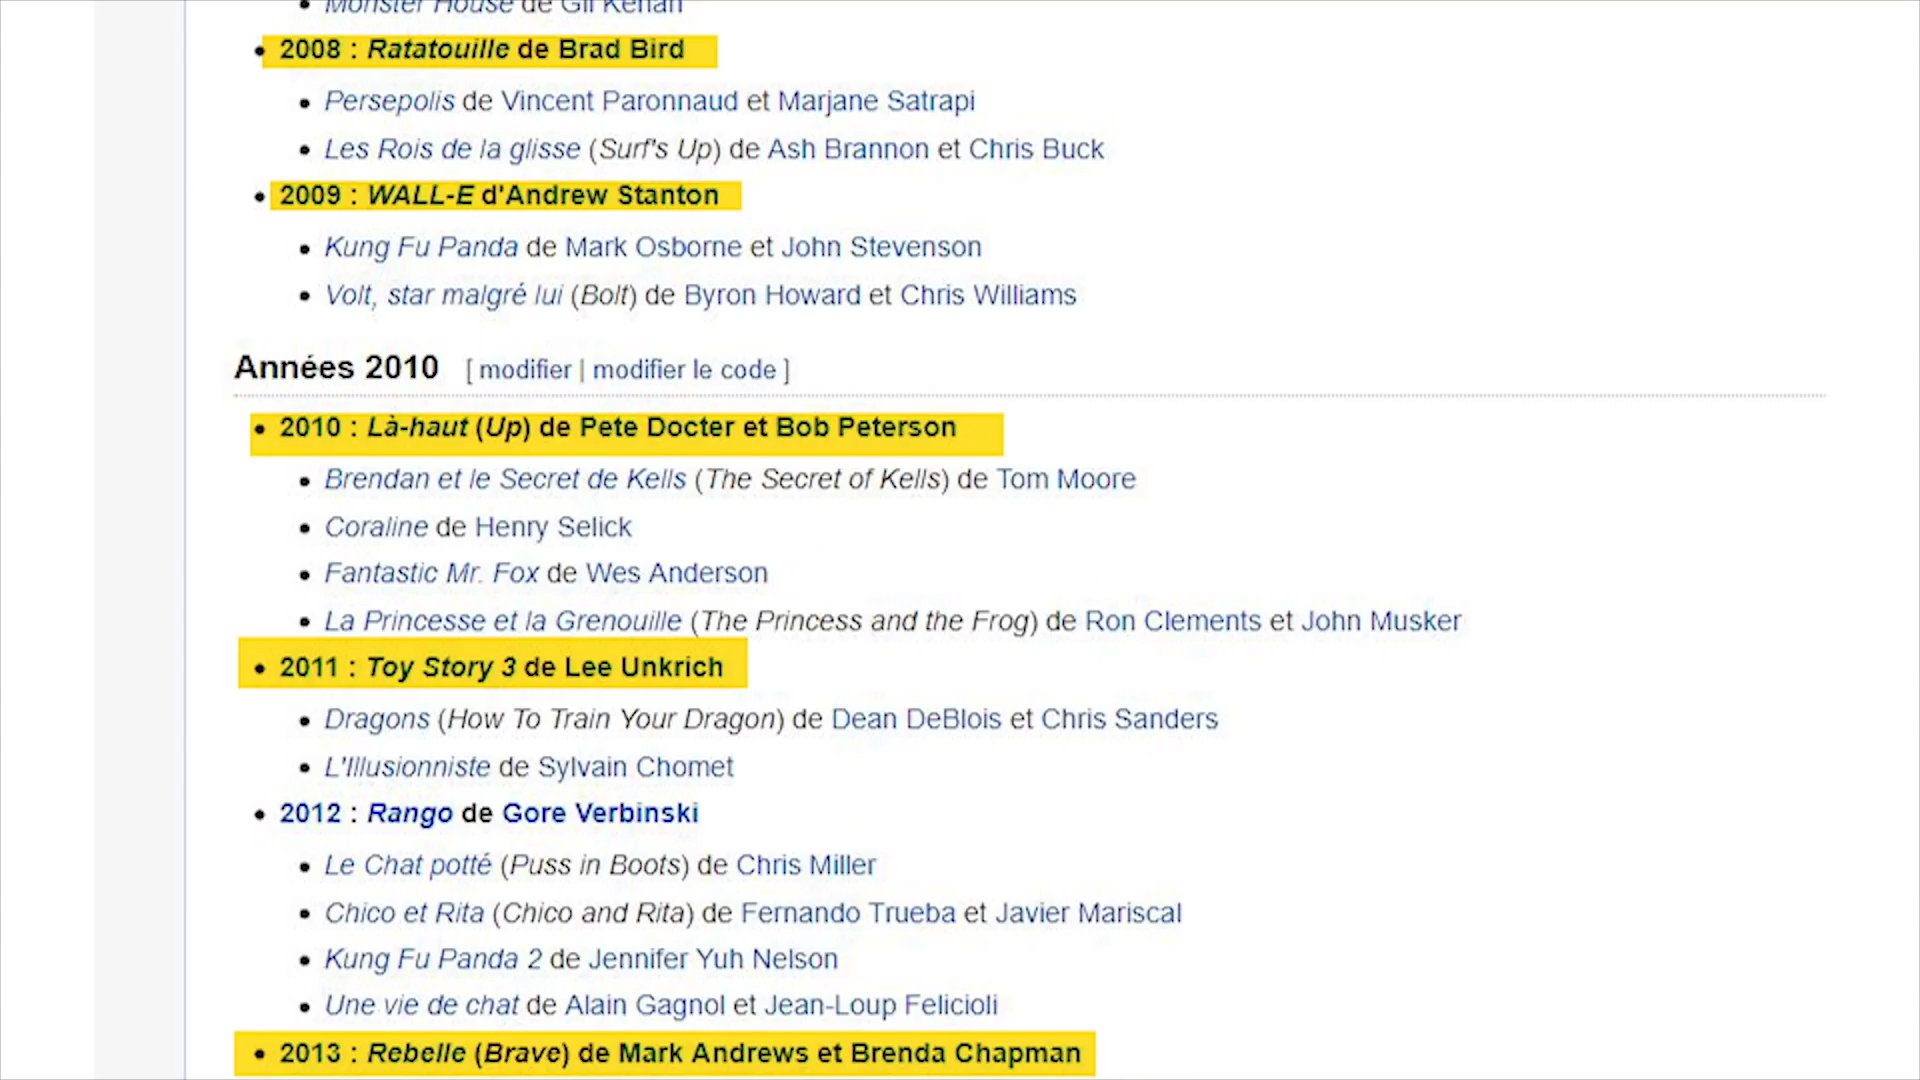 Monster House de Gil Kenan
2008 : Ratatouille de Brad Bird
Persepolis de Vincent Paronnaud et Marjane Satrapi
Les Rois de la glisse (Surf's Up) de Ash Brannon et Chris Buck
2009 : WALL-E d'Andrew Stanton
Kung Fu Panda de Mark Osborne et John Stevenson
Volt, star malgré lui (Bolt) de Byron Howard et Chris Williams
Années 2010 [ modifier | modifier le code ]
2010 : Là-haut (Up) de Pete Docter et Bob Peterson
Brendan et le Secret de Kells (The Secret of Kells) de Tom Moore
Coraline de Henry Selick
Fantastic Mr. Fox de Wes Anderson
La Princesse et la Grenouille (The Princess and the Frog) de Ron Clements et John Musker
2011 : Toy Story 3 de Lee Unkrich
Dragons (How To Train Your Dragon) de Dean DeBlois et Chris Sanders
L'Illusionniste de Sylvain Chomet
2012 : Rango de Gore Verbinski
Le Chat potté (Puss in Boots) de Chris Miller
Chico et Rita (Chico and Rita) de Fernando Trueba et Javier Mariscal
Kung Fu Panda 2 de Jennifer Yuh Nelson
Une vie de chat de Alain Gagnol et Jean-Loup Felicioli
2013 : Rebelle (Brave) de Mark Andrews et Brenda Chapman